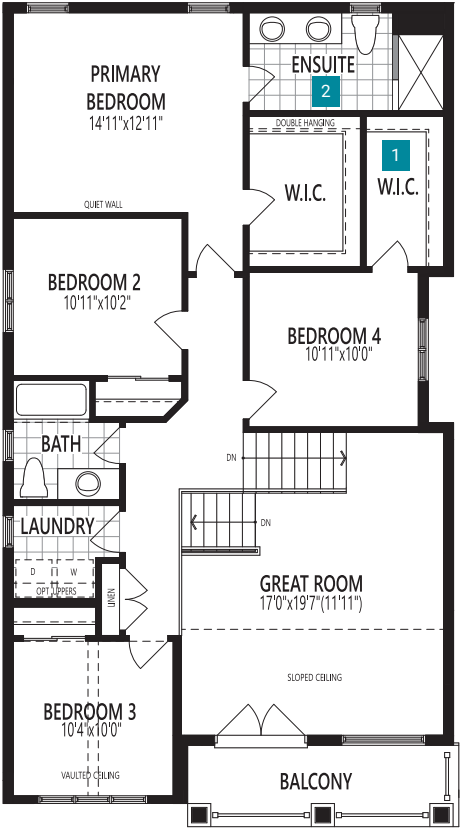 PRIMARY
BEDROOM
14'11"x12'11"
ENSUITE
2
DOUBLE HANGING
1
W.I.C.
W.I.C.
QUIET WALL
BEDROOM 2
10'11"x10'2"
BEDROOM 4
10'11"x10'0"
BATH
DN
LAUNDRY
DN
D
W
OPT. UPPERS
LINEN
GREAT ROOM
17'0"x19'7"(11'11")
SLOPED CEILING
BEDROOM 3
10'4"x10'0"
VAULTED CEILING
BALCONY